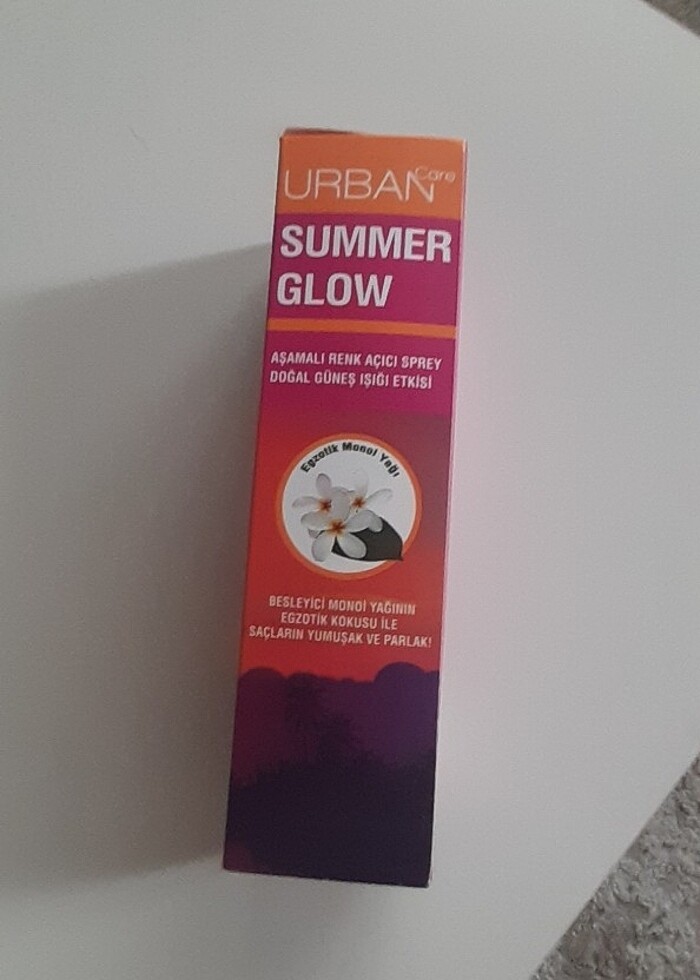 URBAN Care
SUMMER
GLOW
AŞAMALI RENK AÇICI SPREY
DOĞAL GÜNEŞ IŞIĞI ETKİSİ
Egzotik Monoi Yağı
BESLEYİCİ MONOI YAĞININ
EGZOTİK KOKUSU İLE
SAÇLARIN YUMUŞAK VE PARLAK!